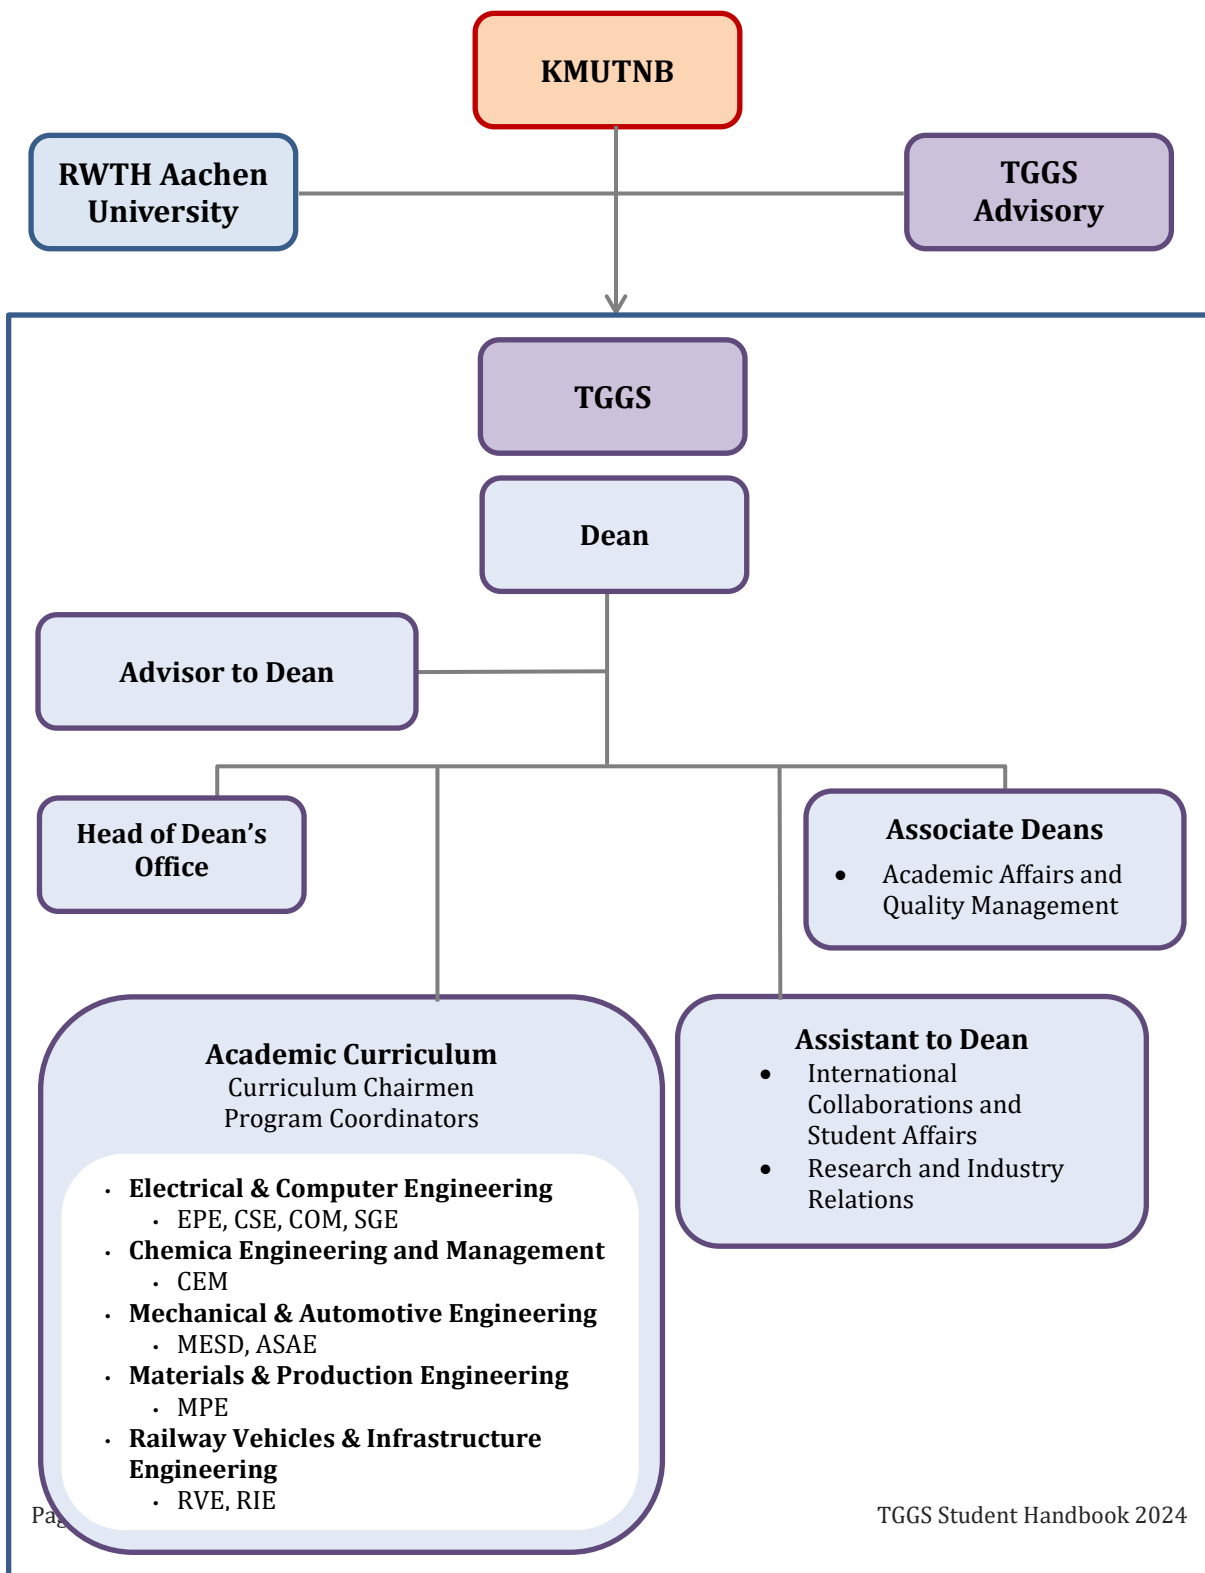 KMUTNB
RWTH Aachen
University
TGGS
Advisory
TGGS
Dean
Advisor to Dean
Head of Dean’s
Office
Associate Deans
• Academic Affairs and
Quality Management
Academic Curriculum
Curriculum Chairmen
Program Coordinators
· Electrical & Computer Engineering
· EPE, CSE, COM, SGE
· Chemica Engineering and Management
· CEM
· Mechanical & Automotive Engineering
· MESD, ASAE
· Materials & Production Engineering
· MPE
· Railway Vehicles & Infrastructure
Engineering
· RVE, RIE
Assistant to Dean
• International
Collaborations and
Student Affairs
• Research and Industry
Relations
TGGS Student Handbook 2024